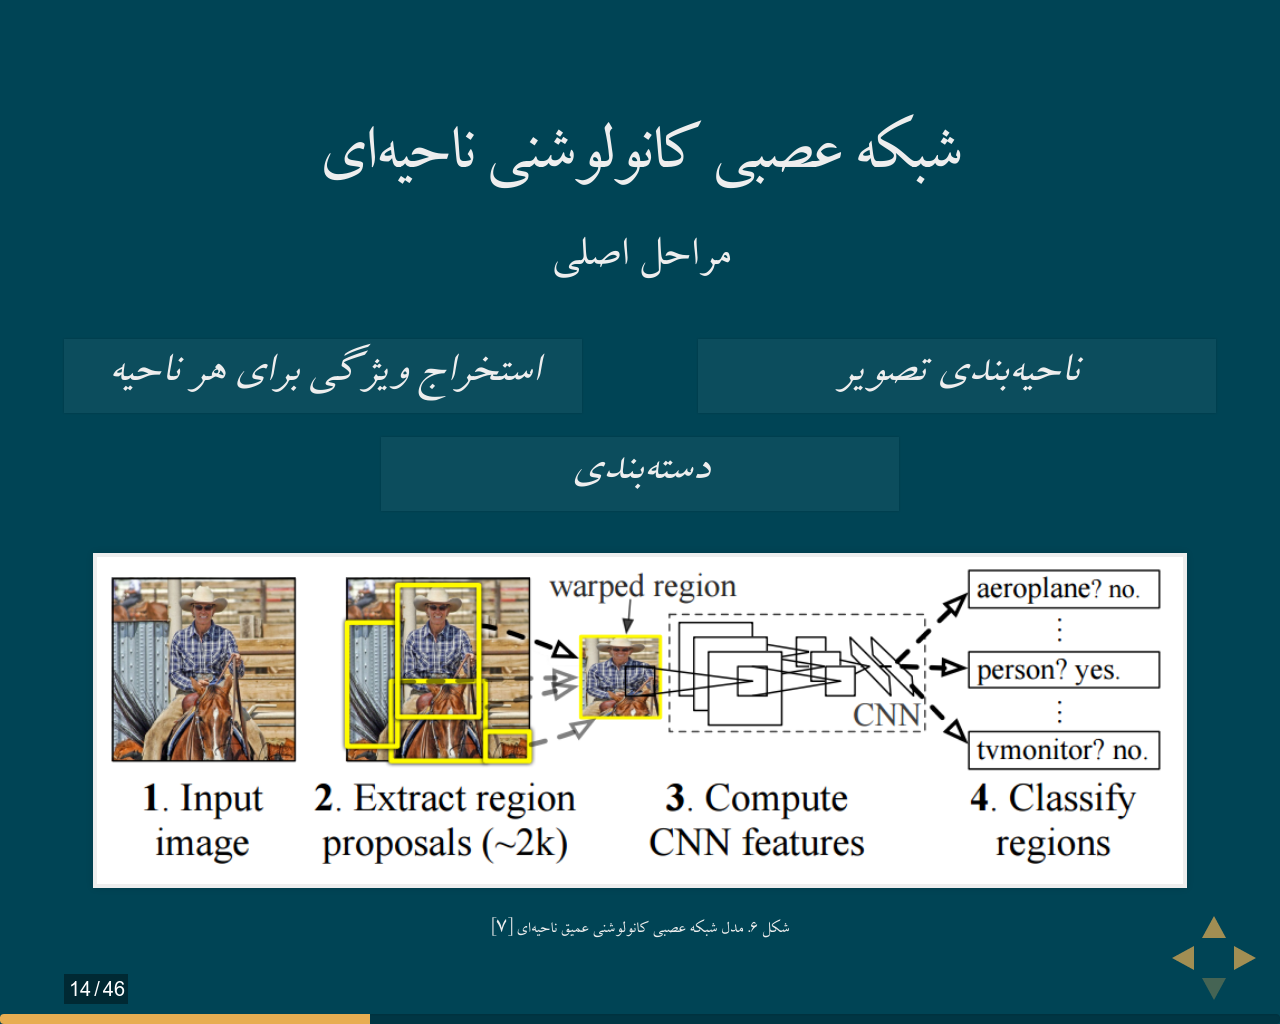 شبکه عصبی کانولوشنی ناحیه‌ای
مراحل اصلی
ناحیه‌بندی تصویر
استخراج ویژگی برای هر ناحیه
دسته‌بندی
warped region
aeroplane? no.
person? yes.
tvmonitor? no.
CNN
1. Input image
2. Extract region proposals (~2k)
3. Compute CNN features
4. Classify regions
شکل ۶. مدل شبکه عصبی کانولوشنی عمیق ناحیه‌ای [۷]
14 / 46